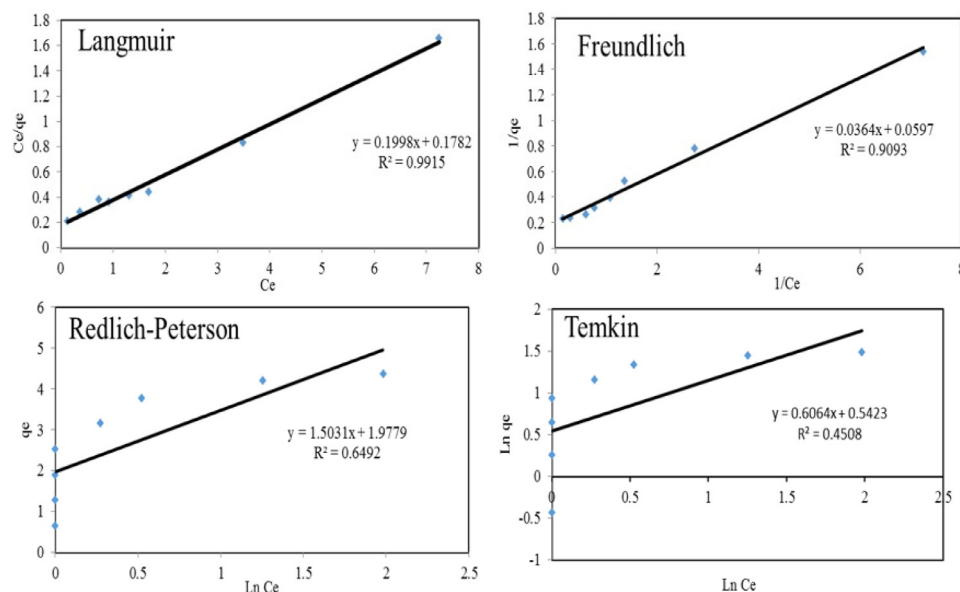 Langmuir
1.8
1.6
1.4
1.2
1
0.8
0.6
0.4
0.2
0
Ce/qe
y = 0.1998x + 0.1782
R² = 0.9915
0 1 2 3 4 5 6 7 8
Ce
Freundlich
1.8
1.6
1.4
1.2
1
0.8
0.6
0.4
0.2
0
1/qe
y = 0.0364x + 0.0597
R² = 0.9093
0 2 4 6 8
1/Ce
Redlich-Peterson
6
5
4
3
2
1
0
qe
y = 1.5031x + 1.9779
R² = 0.6492
0 0.5 1 1.5 2 2.5
Ln Ce
Temkin
2
1.5
1
0.5
0
-0.5
-1
Ln qe
y = 0.6064x + 0.5423
R² = 0.4508
0 0.5 1 1.5 2 2.5
Ln Ce